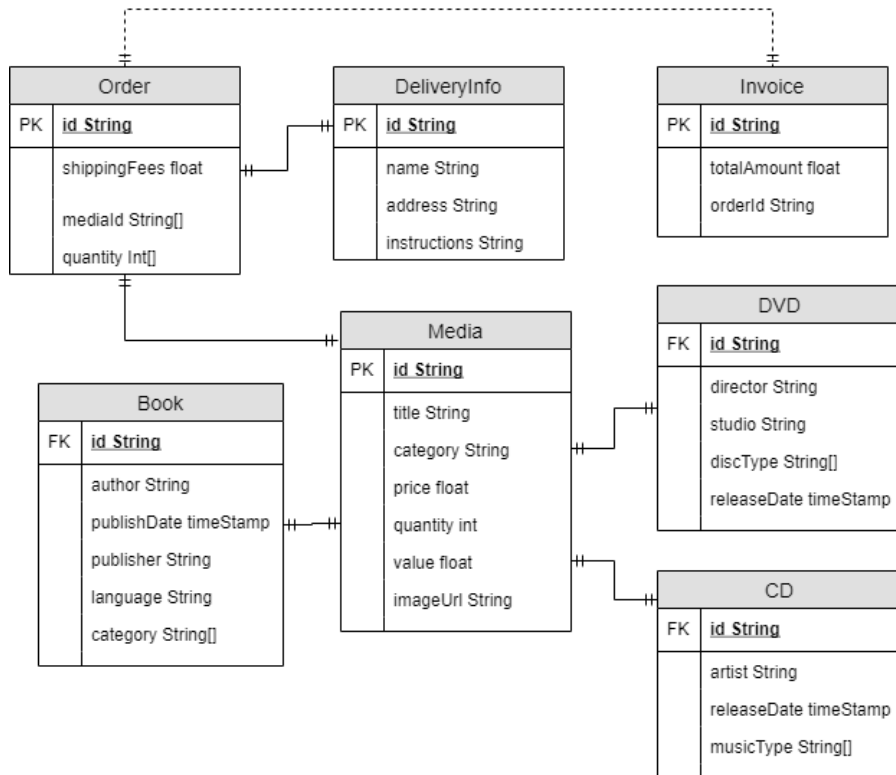 Order
PK id String
shippingFees float
mediaId String[]
quantity Int[]
DeliveryInfo
PK id String
name String
address String
instructions String
Invoice
PK id String
totalAmount float
orderId String
Media
PK id String
title String
category String
price float
quantity int
value float
imageUrl String
DVD
FK id String
director String
studio String
discType String[]
releaseDate timeStamp
Book
FK id String
author String
publishDate timeStamp
publisher String
language String
category String[]
CD
FK id String
artist String
releaseDate timeStamp
musicType String[]